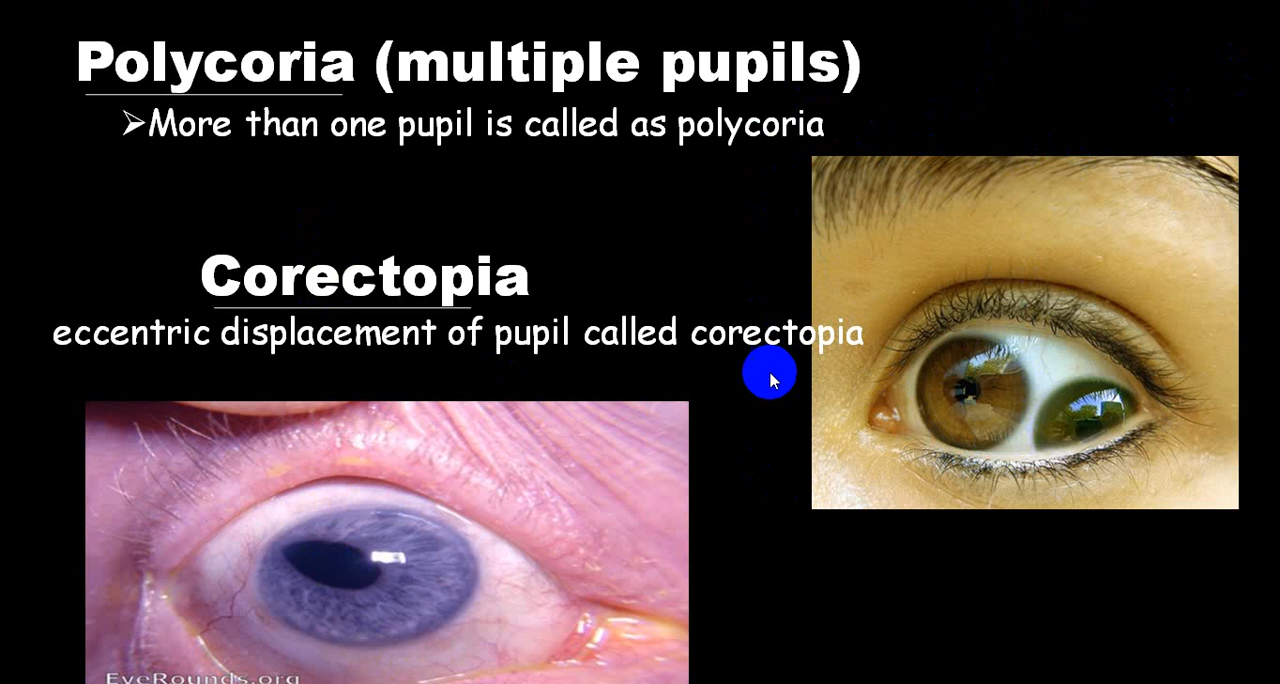 Polycoria (multiple pupils)
➢More than one pupil is called as polycoria
Corectopia
eccentric displacement of pupil called corectopia
EyeRounds.org